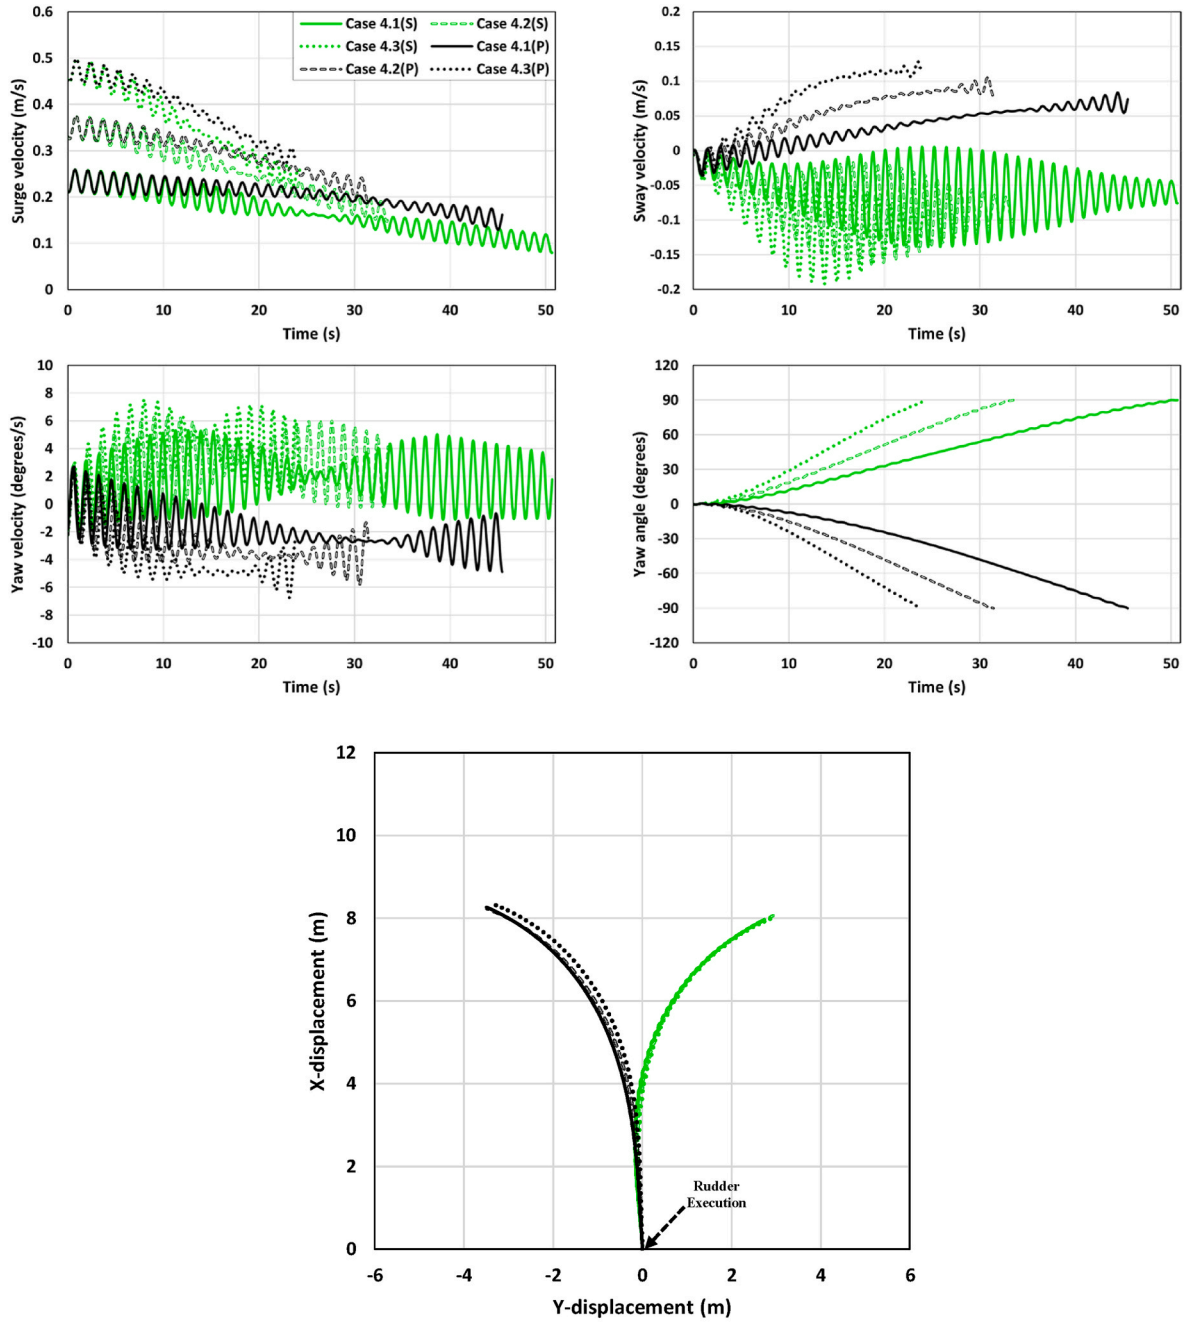 Surge velocity (m/s)
0.6
0.5
0.4
0.3
0.2
0.1
0
0 10 20 30 40 50
Time (s)
Case 4.1(S) Case 4.2(S)
Case 4.3(S) Case 4.1(P)
Case 4.2(P) Case 4.3(P)
Sway velocity (m/s)
0.2
0.15
0.1
0.05
0
-0.05
-0.1
-0.15
-0.2
0 10 20 30 40 50
Time (s)
Yaw velocity (degrees/s)
10
8
6
4
2
0
-2
-4
-6
-8
-10
0 10 20 30 40 50
Time (s)
Yaw angle (degrees)
120
90
60
30
0
-30
-60
-90
-120
0 10 20 30 40 50
Time (s)
X-displacement (m)
12
10
8
6
4
2
0
Rudder
Execution
-6 -4 -2 0 2 4 6
Y-displacement (m)